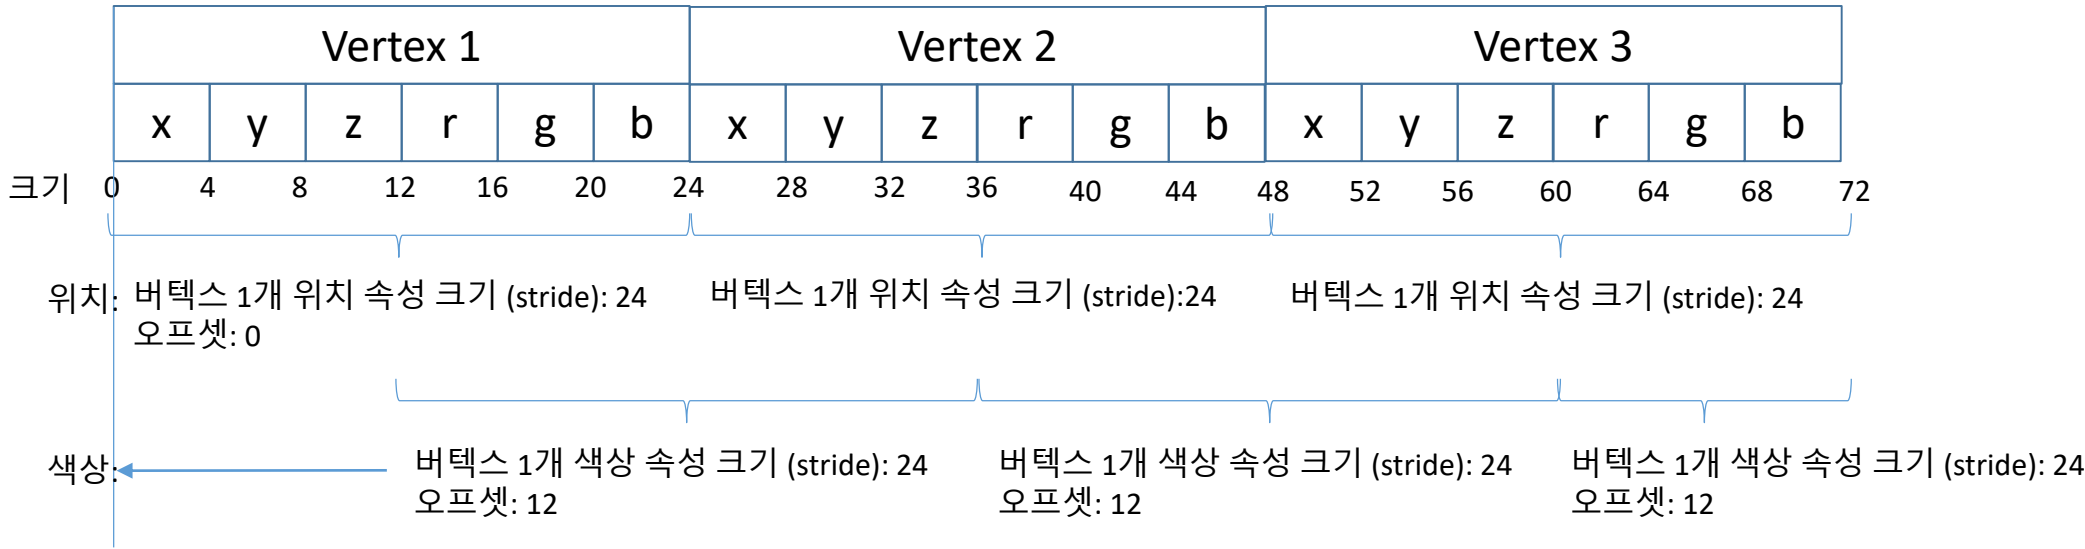 Vertex 1 Vertex 2 Vertex 3
x y z r g b x y z r g b x y z r g b
크기 0 4 8 12 16 20 24 28 32 36 40 44 48 52 56 60 64 68 72
위치: 버텍스 1개 위치 속성 크기 (stride): 24 버텍스 1개 위치 속성 크기 (stride):24 버텍스 1개 위치 속성 크기 (stride): 24
오프셋: 0
색상: 버텍스 1개 색상 속성 크기 (stride): 24 버텍스 1개 색상 속성 크기 (stride): 24 버텍스 1개 색상 속성 크기 (stride): 24
오프셋: 12 오프셋: 12 오프셋: 12